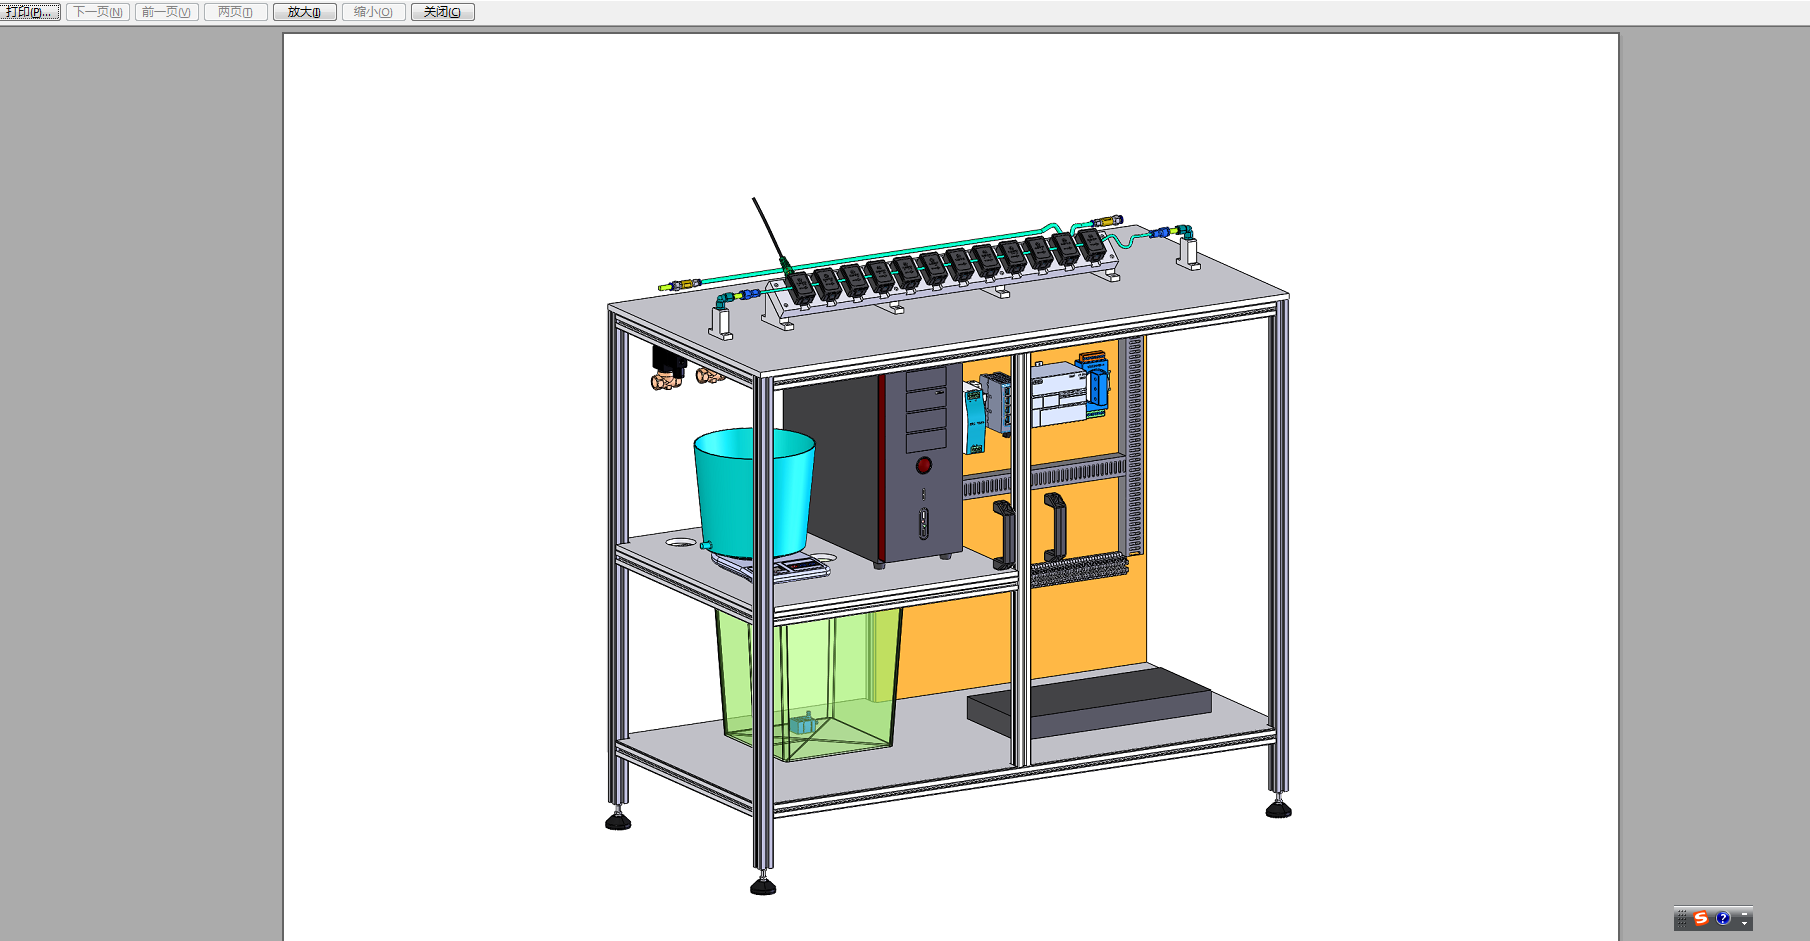 打印(P)... 下一页(N) 前一页(V) 两页(T) 放大(I) 缩小(O) 关闭(C)
S ?